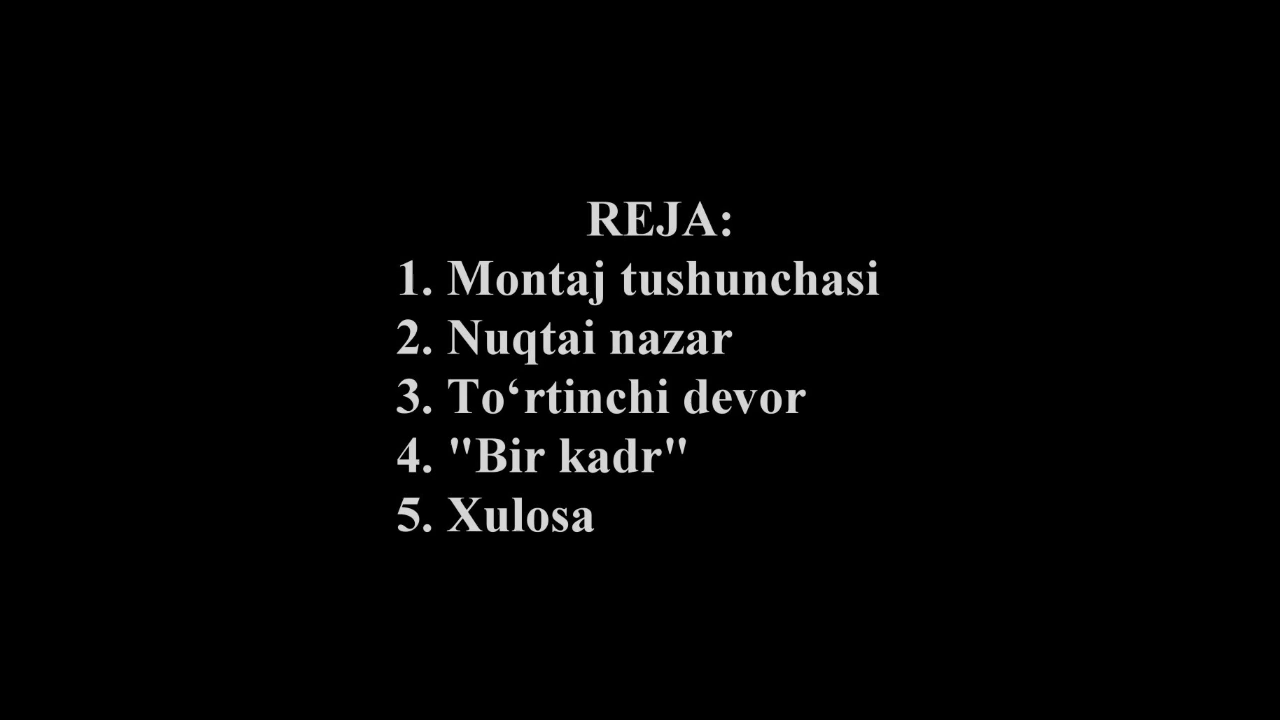 REJA:
1. Montaj tushunchasi
2. Nuqtai nazar
3. To‘rtinchi devor
4. "Bir kadr"
5. Xulosa